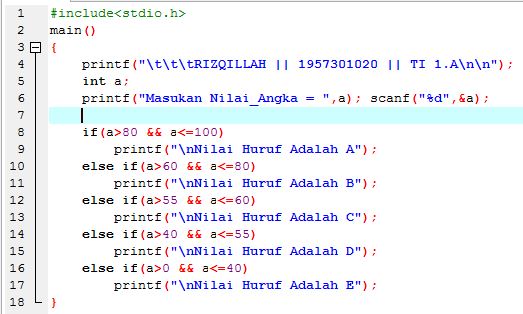 1 #include<stdio.h>
2 main()
3 {
4 printf("\t\t\tRIZQILLAH || 1957301020 || TI 1.A\n\n");
5 int a;
6 printf("Masukan Nilai_Angka = ",a); scanf("%d",&a);
7
8 if(a>80 && a<=100)
9 printf("\nNilai Huruf Adalah A");
10 else if(a>60 && a<=80)
11 printf("\nNilai Huruf Adalah B");
12 else if(a>55 && a<=60)
13 printf("\nNilai Huruf Adalah C");
14 else if(a>40 && a<=55)
15 printf("\nNilai Huruf Adalah D");
16 else if(a>0 && a<=40)
17 printf("\nNilai Huruf Adalah E");
18 }